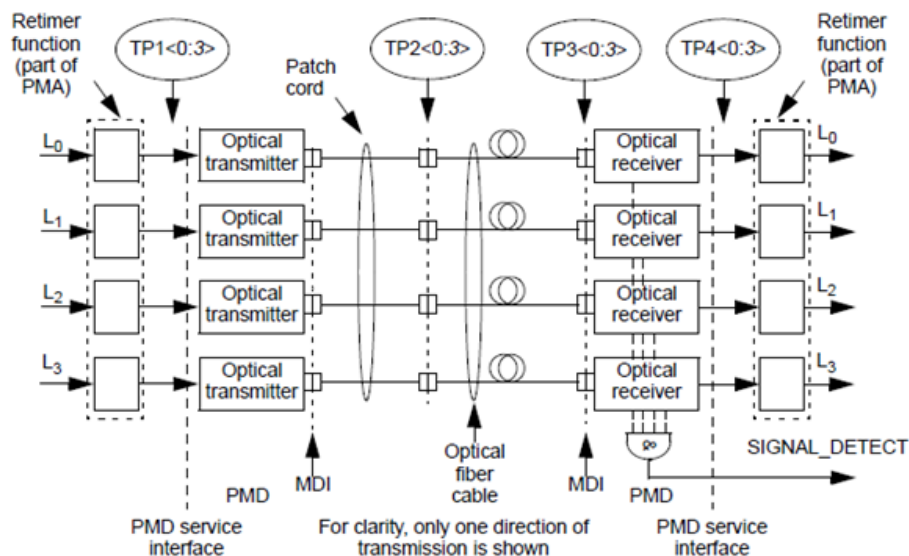 Retimer
function
(part of
PMA)
TP1<0:3>
Patch
cord
TP2<0:3>
TP3<0:3>
TP4<0:3>
Retimer
function
(part of
PMA)
L0
Optical
transmitter
Optical
receiver
L0
L1
Optical
transmitter
Optical
receiver
L1
L2
Optical
transmitter
Optical
receiver
L2
L3
Optical
transmitter
Optical
receiver
L3
&
SIGNAL_DETECT
PMD
MDI
Optical
fiber
cable
MDI
PMD
PMD service
interface
For clarity, only one direction of
transmission is shown
PMD service
interface